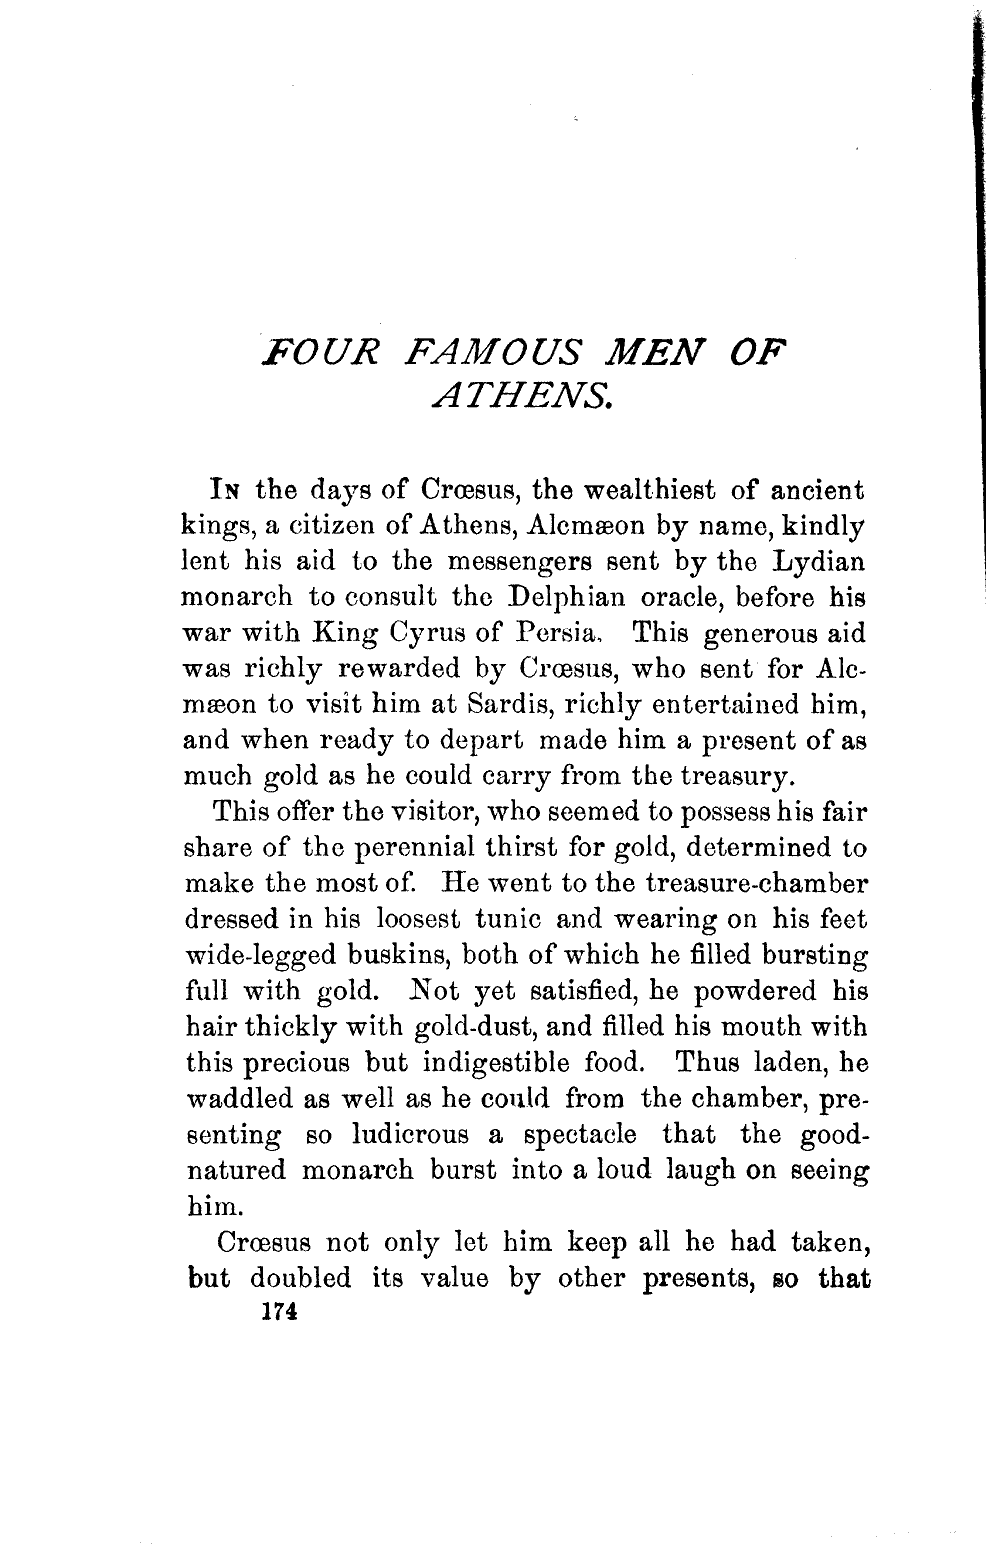 FOUR FAMOUS MEN OF
ATHENS.
IN the days of Crœsus, the wealthiest of ancient
kings, a citizen of Athens, Alcmæon by name, kindly
lent his aid to the messengers sent by the Lydian
monarch to consult the Delphian oracle, before his
war with King Cyrus of Persia. This generous aid
was richly rewarded by Crœsus, who sent for Alc-
mæon to visit him at Sardis, richly entertained him,
and when ready to depart made him a present of as
much gold as he could carry from the treasury.
This offer the visitor, who seemed to possess his fair
share of the perennial thirst for gold, determined to
make the most of. He went to the treasure-chamber
dressed in his loosest tunic and wearing on his feet
wide-legged buskins, both of which he filled bursting
full with gold. Not yet satisfied, he powdered his
hair thickly with gold-dust, and filled his mouth with
this precious but indigestible food. Thus laden, he
waddled as well as he could from the chamber, pre-
senting so ludicrous a spectacle that the good-
natured monarch burst into a loud laugh on seeing
him.
Crœsus not only let him keep all he had taken,
but doubled its value by other presents, so that
174